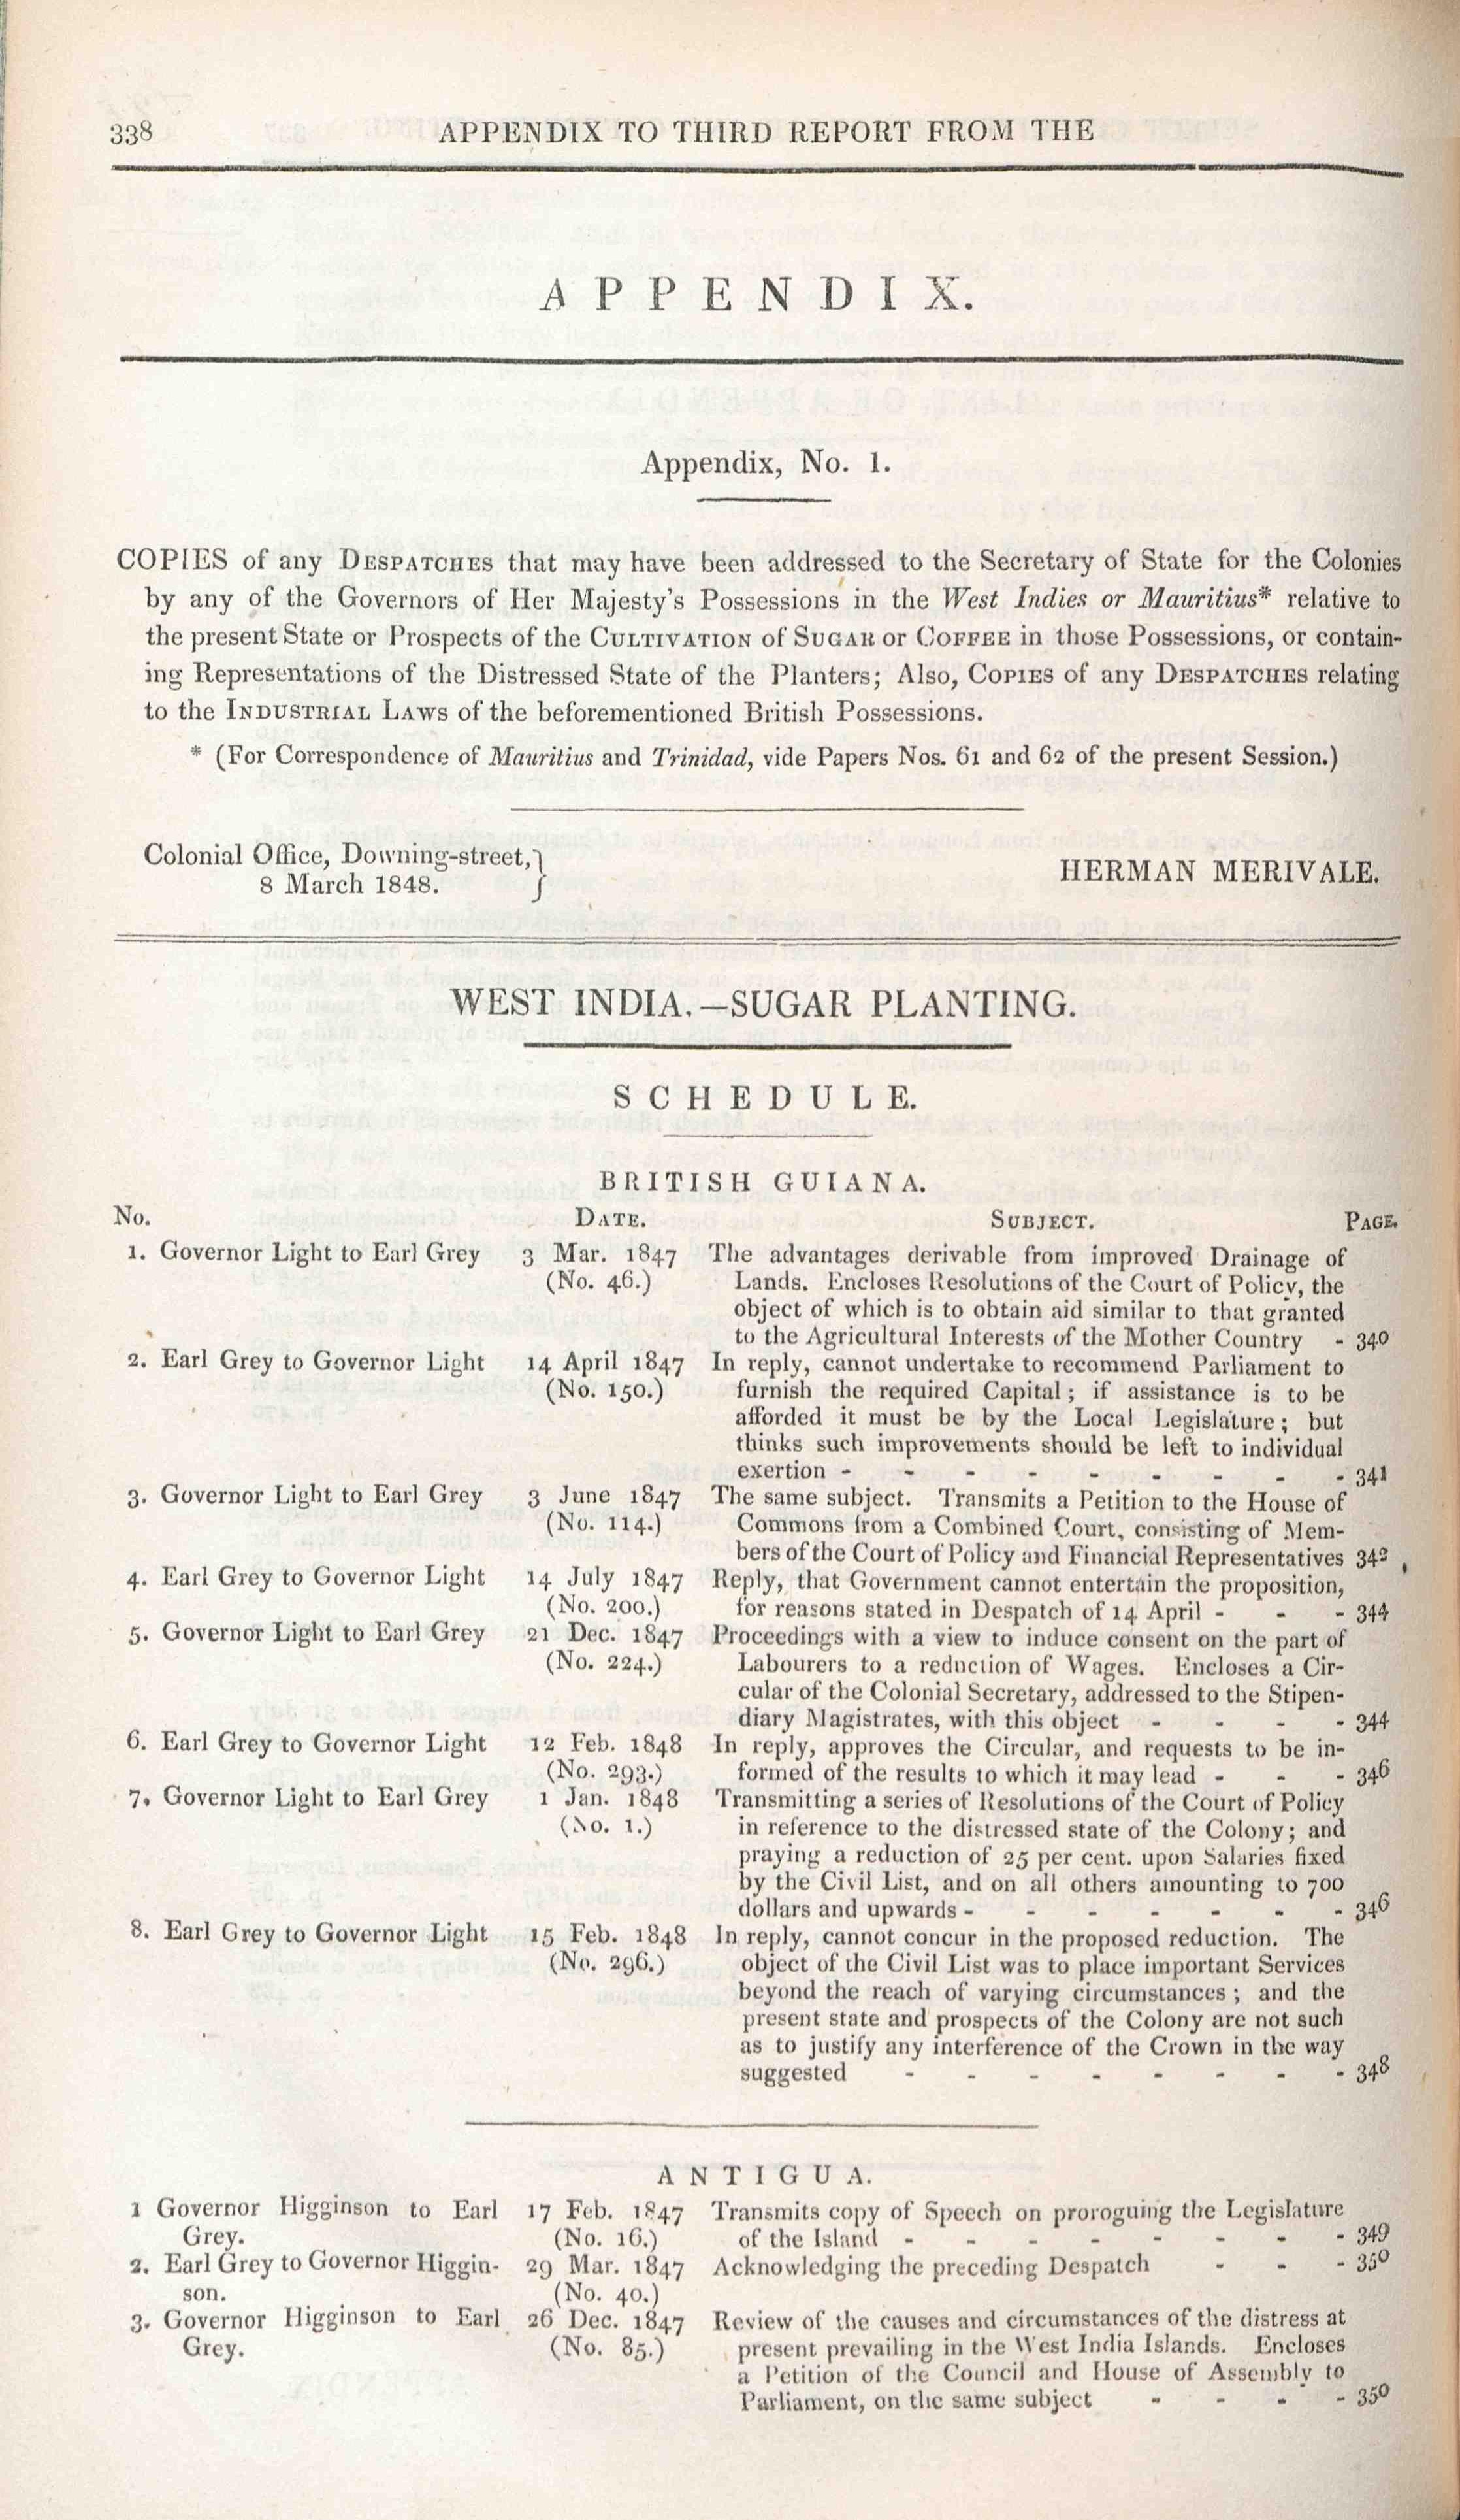 338
APPENDIX TO THIRD REPORT FROM THE
APPENDIX.
Appendix, No. 1.
COPIES of any DESPATCHES that may have been addressed to the Secretary of State for the Colonies
by any of the Governors of Her Majesty's Possessions in the West Indies or Mauritius* relative to
the present State or Prospects of the CULTIVATION of SUGAR or COFFEE in those Possessions, or contain-
ing Representations of the Distressed State of the Planters; Also, COPIES of any DESPATCHES relating
to the INDUSTRIAL LAWS of the beforementioned British Possessions.
* (For Correspondence of Mauritius and Trinidad, vide Papers Nos. 61 and 62 of the present Session.)
Colonial Office, Downing-street,}
8 March 1848.
HERMAN MERIVALE.
WEST INDIA.—SUGAR PLANTING.
SCHEDULE.
BRITISH GUIANA.
No. DATE. SUBJECT. PAGE.
1. Governor Light to Earl Grey 3 Mar. 1847 The advantages derivable from improved Drainage of
(No. 46.) Lands. Encloses Resolutions of the Court of Policy, the
object of which is to obtain aid similar to that granted
to the Agricultural Interests of the Mother Country - 340
2. Earl Grey to Governor Light 14 April 1847 In reply, cannot undertake to recommend Parliament to
(No. 150.) furnish the required Capital; if assistance is to be
afforded it must be by the Local Legislature; but
thinks such improvements should be left to individual
exertion - - - - - - - - - 341
3. Governor Light to Earl Grey 3 June 1847 The same subject. Transmits a Petition to the House of
(No. 114.) Commons from a Combined Court, consisting of Mem-
bers of the Court of Policy and Financial Representatives 342
4. Earl Grey to Governor Light 14 July 1847 Reply, that Government cannot entertain the proposition,
(No. 200.) for reasons stated in Despatch of 14 April - - - 344
5. Governor Light to Earl Grey 21 Dec. 1847 Proceedings with a view to induce consent on the part of
(No. 224.) Labourers to a reduction of Wages. Encloses a Cir-
cular of the Colonial Secretary, addressed to the Stipen-
diary Magistrates, with this object - - - - 344
6. Earl Grey to Governor Light 12 Feb. 1848 In reply, approves the Circular, and requests to be in-
(No. 293.) formed of the results to which it may lead - - - 346
7. Governor Light to Earl Grey 1 Jan. 1848 Transmitting a series of Resolutions of the Court of Policy
(No. 1.) in reference to the distressed state of the Colony; and
praying a reduction of 25 per cent. upon Salaries fixed
by the Civil List, and on all others amounting to 700
dollars and upwards - - - - - - - 346
8. Earl Grey to Governor Light 15 Feb. 1848 In reply, cannot concur in the proposed reduction. The
(No. 296.) object of the Civil List was to place important Services
beyond the reach of varying circumstances; and the
present state and prospects of the Colony are not such
as to justify any interference of the Crown in the way
suggested - - - - - - - - 348
ANTIGUA.
1 Governor Higginson to Earl 17 Feb. 1847 Transmits copy of Speech on proroguing the Legislature
Grey. (No. 16.) of the Island - - - - - - - - 349
2. Earl Grey to Governor Higgin- 29 Mar. 1847 Acknowledging the preceding Despatch - - - 350
son. (No. 40.)
3. Governor Higginson to Earl 26 Dec. 1847 Review of the causes and circumstances of the distress at
Grey. (No. 85.) present prevailing in the West India Islands. Encloses
a Petition of the Council and House of Assembly to
Parliament, on the same subject - - - - 350